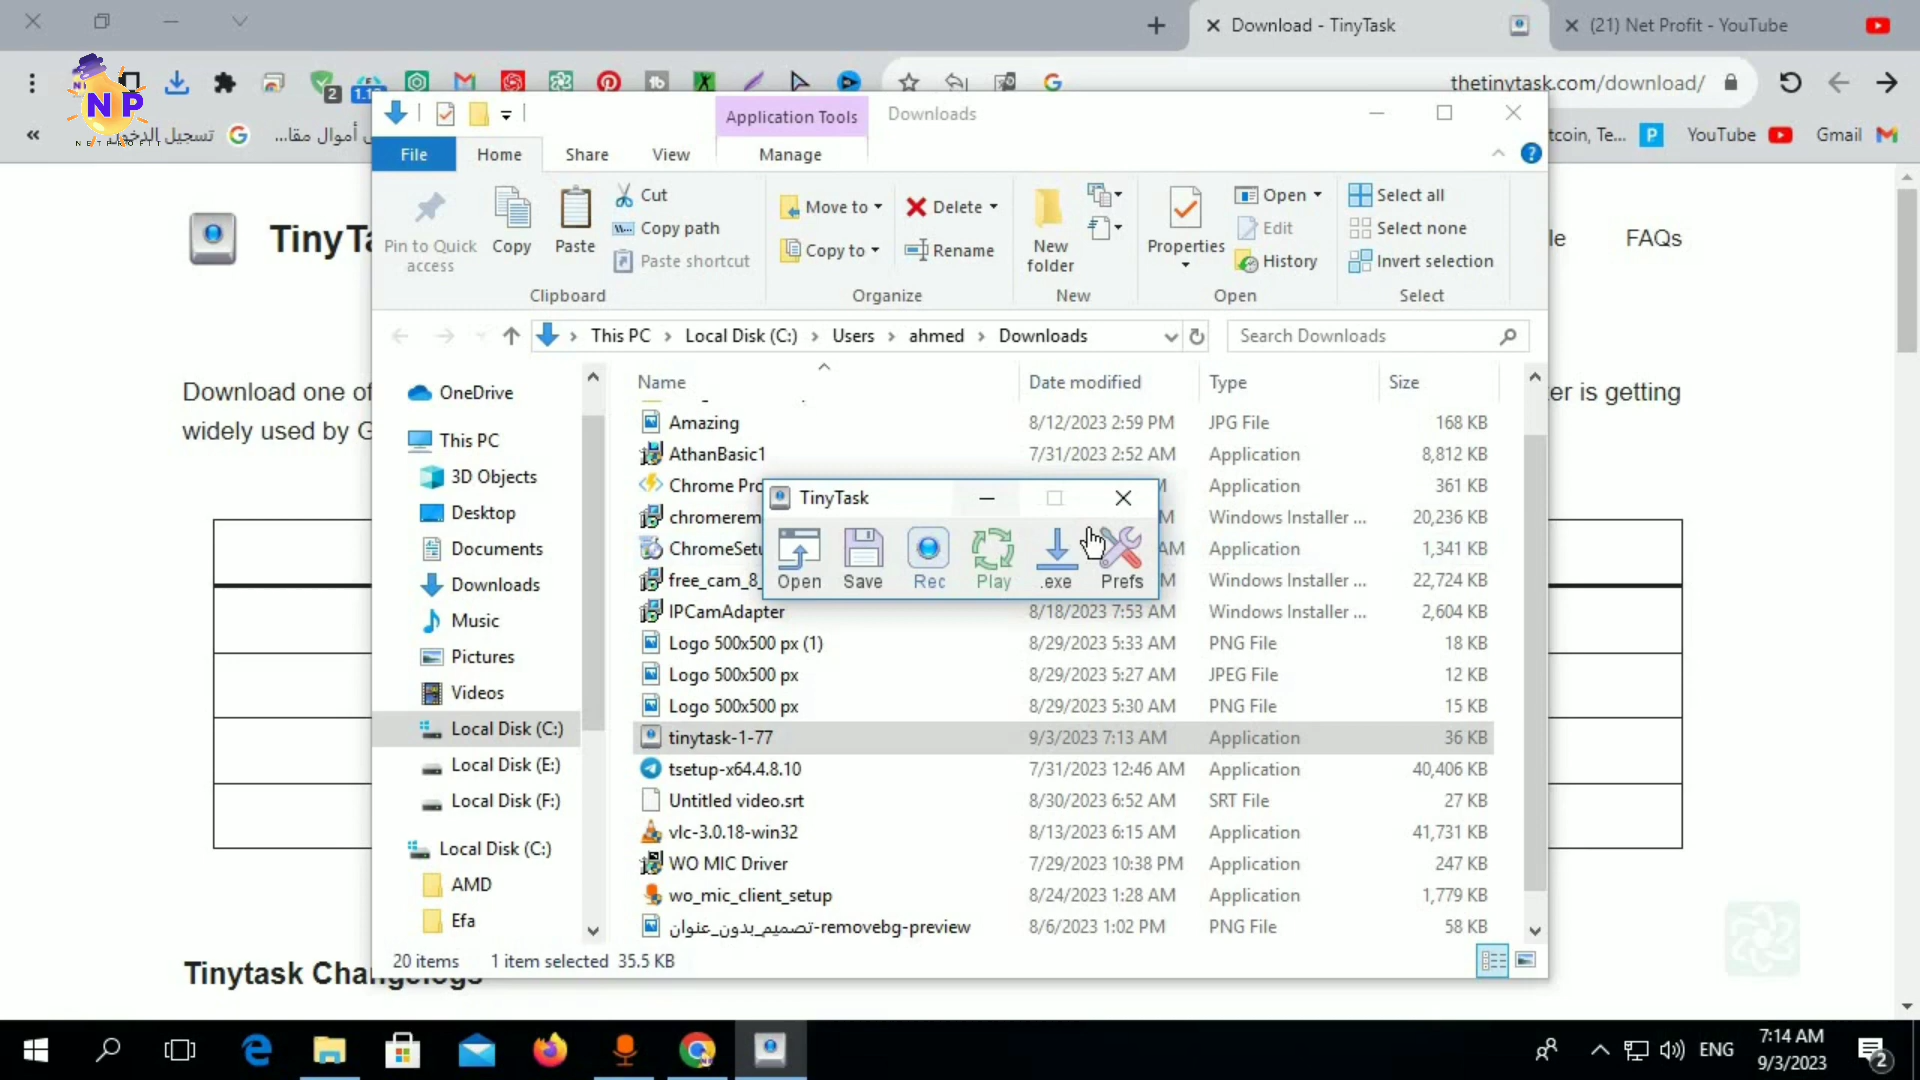 Download - TinyTask
(21) Net Profit - YouTube
2
thetinytask.com/download/
NP
NETPROFIT
تسجيل الدخول
أموال مقا...
tcoin, Te...
YouTube
Gmail
Application Tools
Downloads
File
Home
Share
View
Manage
Pin to Quick access
Copy
Paste
Cut
Copy path
Paste shortcut
Clipboard
Move to
Copy to
Delete
Rename
Organize
New folder
New
Properties
Open
Edit
History
Open
Select all
Select none
Invert selection
Select
TinyTa
le
FAQs
This PC
Local Disk (C:)
Users
ahmed
Downloads
Search Downloads
Download one of
er is getting
widely used by G
OneDrive
This PC
3D Objects
Desktop
Documents
Downloads
Music
Pictures
Videos
Local Disk (C:)
Local Disk (E:)
Local Disk (F:)
Local Disk (C:)
AMD
Efa
Name Date modified Type Size
Amazing 8/12/2023 2:59 PM JPG File 168 KB
AthanBasic1 7/31/2023 2:52 AM Application 8,812 KB
Chrome Pro M Application 361 KB
chromerem M Windows Installer ... 20,236 KB
ChromeSetu AM Application 1,341 KB
free_cam_8_ M Windows Installer ... 22,724 KB
IPCamAdapter 8/18/2023 7:53 AM Windows Installer ... 2,604 KB
Logo 500x500 px (1) 8/29/2023 5:33 AM PNG File 18 KB
Logo 500x500 px 8/29/2023 5:27 AM JPEG File 12 KB
Logo 500x500 px 8/29/2023 5:30 AM PNG File 15 KB
tinytask-1-77 9/3/2023 7:13 AM Application 36 KB
tsetup-x64.4.8.10 7/31/2023 12:46 AM Application 40,406 KB
Untitled video.srt 8/30/2023 6:52 AM SRT File 27 KB
vlc-3.0.18-win32 8/13/2023 6:15 AM Application 41,731 KB
WO MIC Driver 7/29/2023 10:38 PM Application 247 KB
wo_mic_client_setup 8/24/2023 1:28 AM Application 1,779 KB
تصميم_بدون_عنوان-removebg-preview 8/6/2023 1:02 PM PNG File 58 KB
TinyTask
Open
Save
Rec
Play
.exe
Prefs
20 items 1 item selected 35.5 KB
Tinytask Changelogs
ENG
7:14 AM
9/3/2023
2